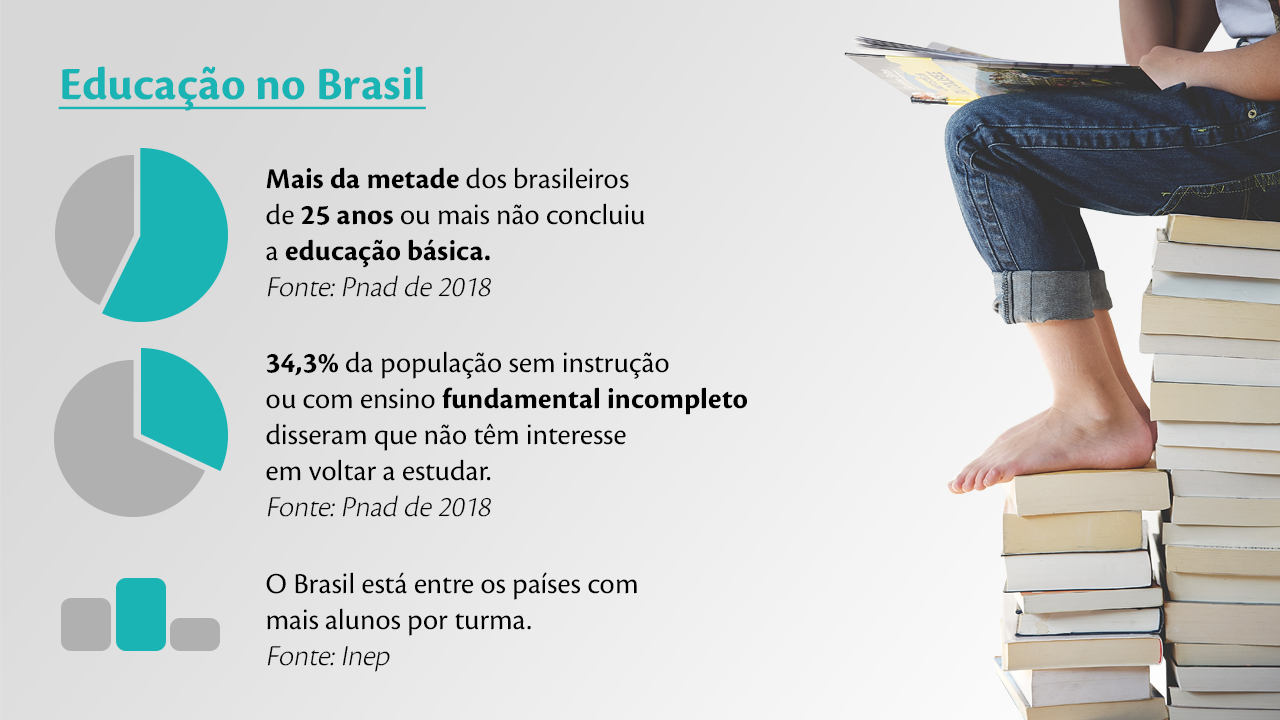 Educação no Brasil
Mais da metade dos brasileiros
de 25 anos ou mais não concluiu
a educação básica.
Fonte: Pnad de 2018
34,3% da população sem instrução
ou com ensino fundamental incompleto
disseram que não têm interesse
em voltar a estudar.
Fonte: Pnad de 2018
O Brasil está entre os países com
mais alunos por turma.
Fonte: Inep